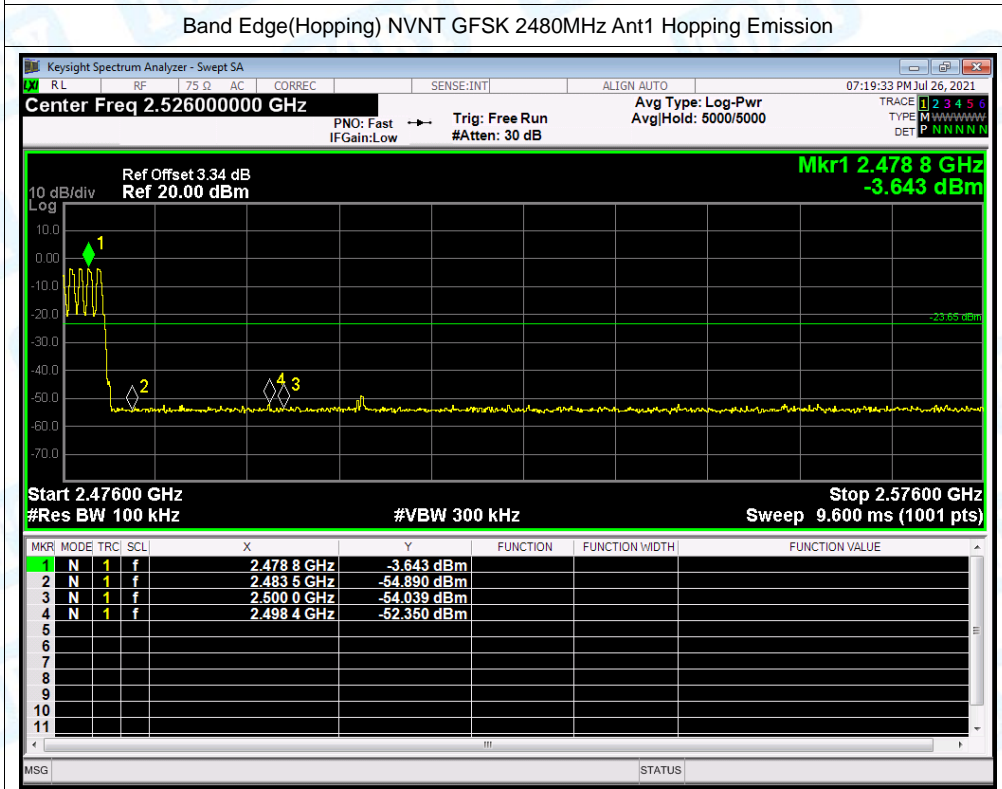 Band Edge(Hopping) NVNT GFSK 2480MHz Ant1 Hopping Emission
Keysight Spectrum Analyzer - Swept SA
LXI RL RF 75 Ω AC CORREC SENSE:INT ALIGN AUTO 07:19:33 PM Jul 26, 2021
Center Freq 2.526000000 GHz
PNO: Fast
IFGain:Low
Trig: Free Run
#Atten: 30 dB
Avg Type: Log-Pwr
Avg|Hold: 5000/5000
TRACE 1 2 3 4 5 6
TYPE M WWWWW
DET P N N N N N
Mkr1 2.478 8 GHz
-3.643 dBm
Ref Offset 3.34 dB
10 dB/div Ref 20.00 dBm
Log
10.0
0.00
-10.0
-20.0
-30.0
-40.0
-50.0
-60.0
-70.0
1
2
4
3
-23.65 dBm
Start 2.47600 GHz Stop 2.57600 GHz
#Res BW 100 kHz #VBW 300 kHz Sweep 9.600 ms (1001 pts)
MKR MODE TRC SCL X Y FUNCTION FUNCTION WIDTH FUNCTION VALUE
1 N 1 f 2.478 8 GHz -3.643 dBm
2 N 1 f 2.483 5 GHz -54.890 dBm
3 N 1 f 2.500 0 GHz -54.039 dBm
4 N 1 f 2.498 4 GHz -52.350 dBm
5
6
7
8
9
10
11
MSG STATUS